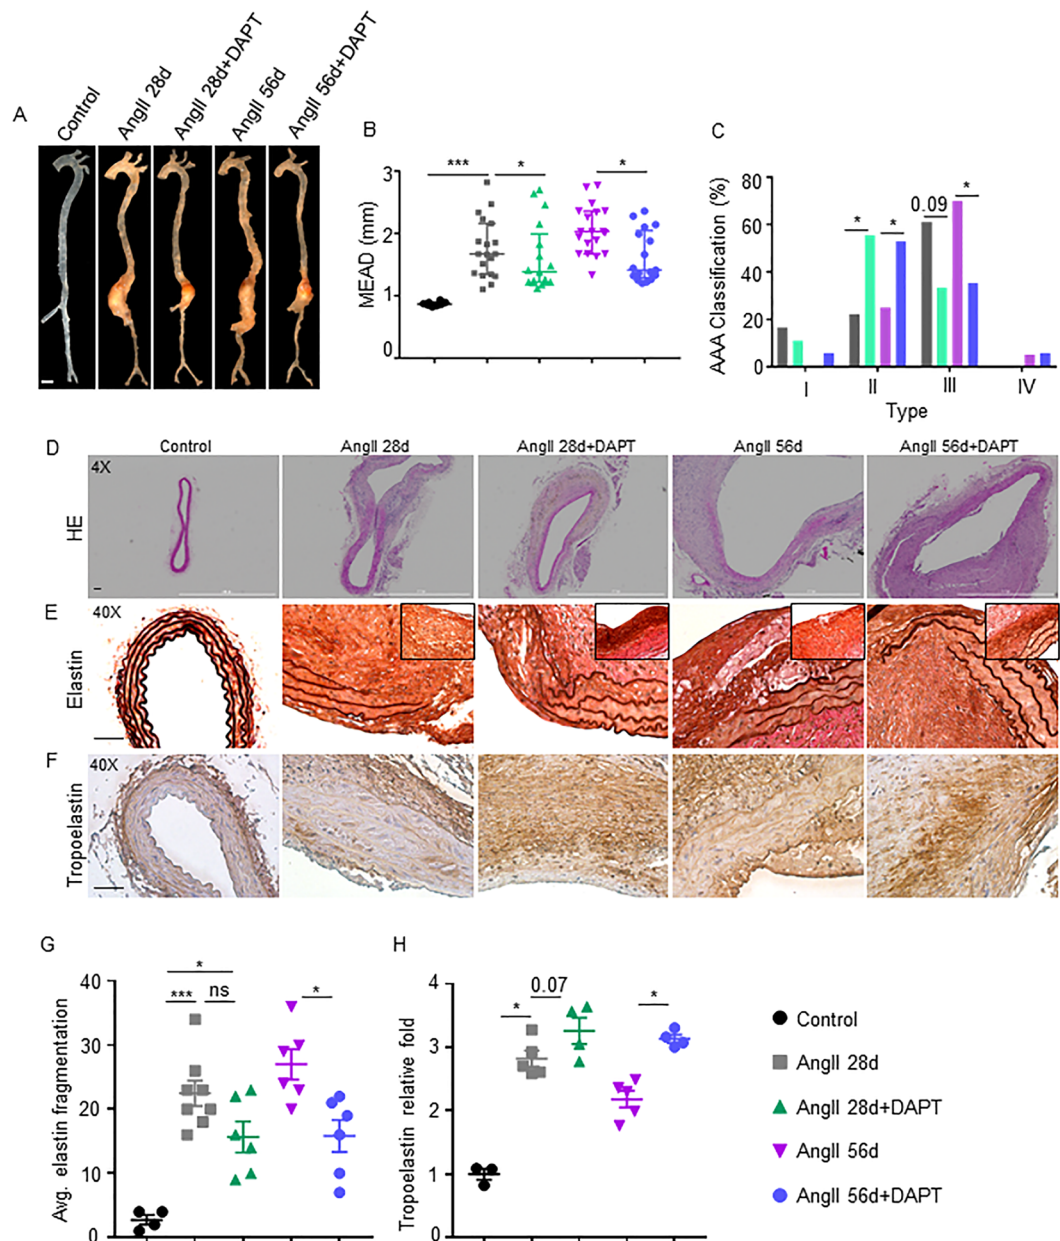 A
Control
AngII 28d
AngII 28d+DAPT
AngII 56d
AngII 56d+DAPT
B
MEAD (mm)
3
2
1
0
***
*
*
C
AAA Classification (%)
80
60
40
20
0
*
*
0.09
*
I
II
III
IV
Type
D
Control
AngII 28d
AngII 28d+DAPT
AngII 56d
AngII 56d+DAPT
4X
HE
E
40X
Elastin
F
40X
Tropoelastin
G
Avg. elastin fragmentation
40
30
20
10
0
*
***
ns
*
H
Tropoelastin relative fold
4
3
2
1
0
*
0.07
*
Control
AngII 28d
AngII 28d+DAPT
AngII 56d
AngII 56d+DAPT